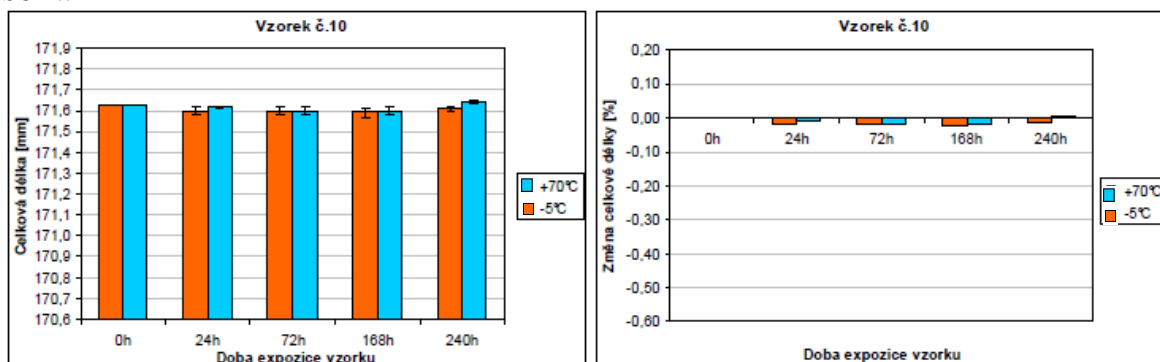 Vzorek č.10
Celková délka [mm]
171,9
171,8
171,7
171,6
171,5
171,4
171,3
171,2
171,1
171,0
170,9
170,8
170,7
170,6
0h 24h 72h 168h 240h
Doba expozice vzorku
+70°C
-5°C
Vzorek č.10
Změna celkové délky [%]
0,20
0,10
0,00
-0,10
-0,20
-0,30
-0,40
-0,50
-0,60
0h 24h 72h 168h 240h
Doba expozice vzorku
+70°C
-5°C